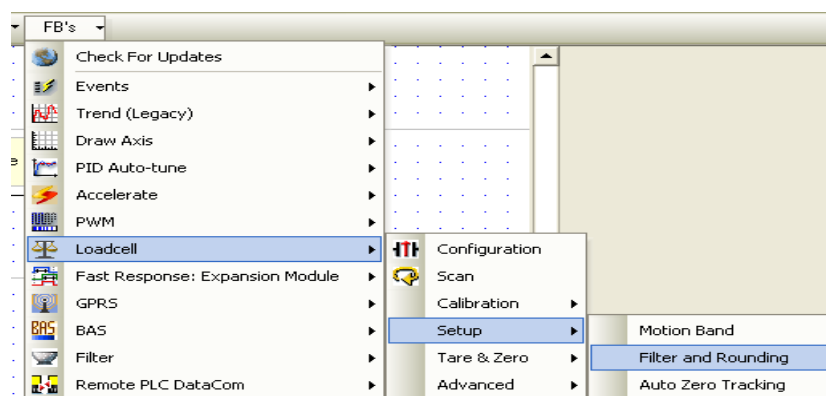 FB's
Check For Updates
Events
Trend (Legacy)
Draw Axis
e
PID Auto-tune
Accelerate
PWM
Loadcell
Configuration
Fast Response: Expansion Module
Scan
GPRS
Calibration
BAS
BAS
Setup
Motion Band
Filter
Tare & Zero
Filter and Rounding
Remote PLC DataCom
Advanced
Auto Zero Tracking